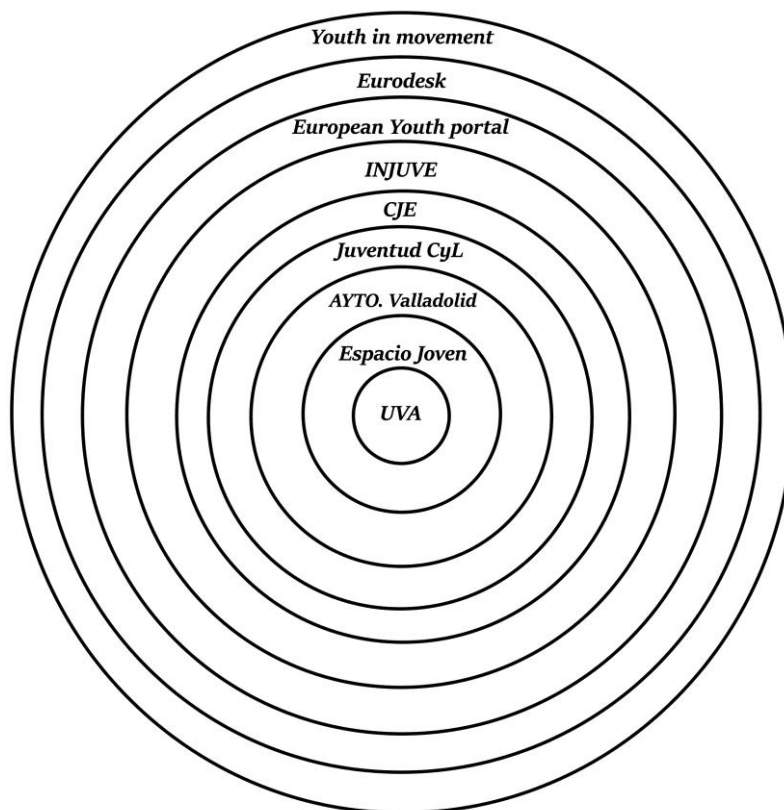 Youth in movement
Eurodesk
European Youth portal
INJUVE
CJE
Juventud CyL
AYTO. Valladolid
Espacio Joven
UVA